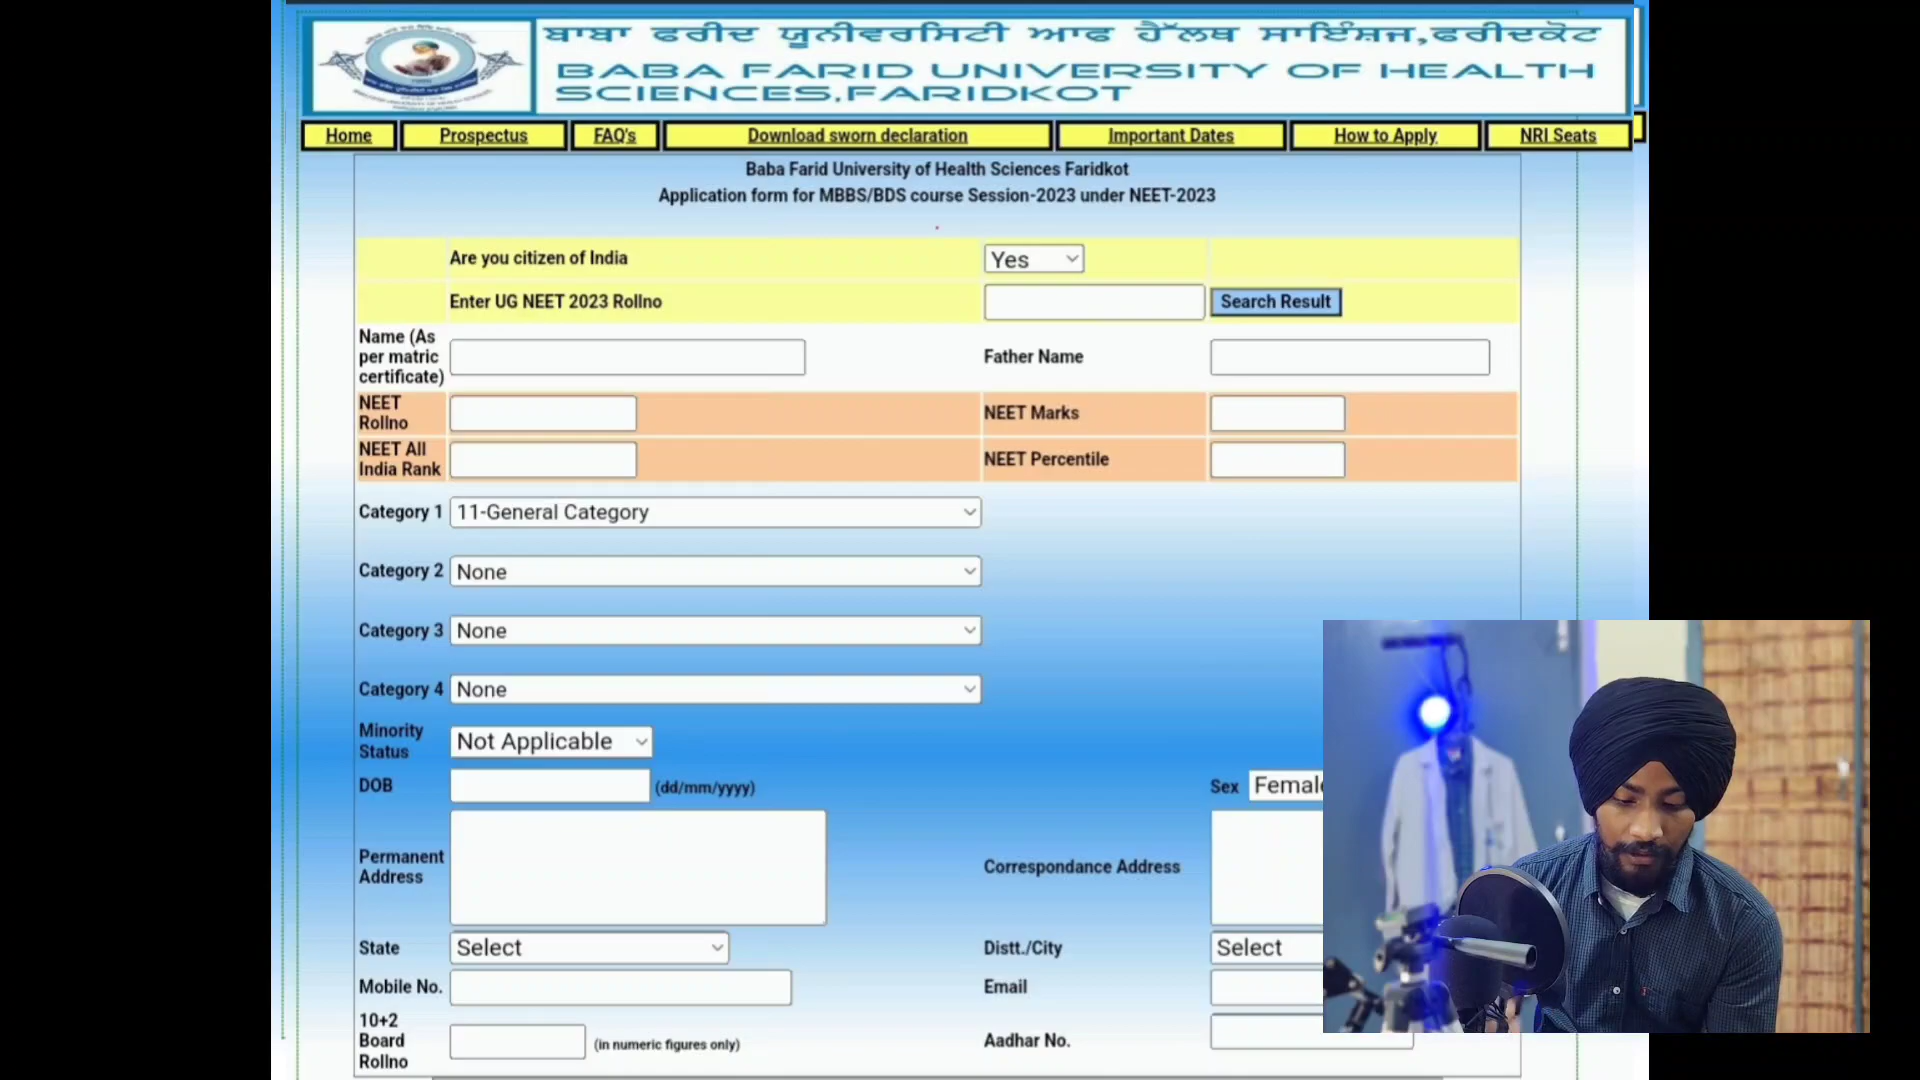 ਬਾਬਾ ਫਰੀਦ ਯੂਨੀਵਰਸਿਟੀ ਆਫ ਹੈੱਲਥ ਸਾਇੰਸਜ,ਫਰੀਦਕੋਟ
BABA FARID UNIVERSITY OF HEALTH
SCIENCES,FARIDKOT
Home Prospectus FAQ's Download sworn declaration Important Dates How to Apply NRI Seats
Baba Farid University of Health Sciences Faridkot
Application form for MBBS/BDS course Session-2023 under NEET-2023
Are you citizen of India Yes
Enter UG NEET 2023 Rollno Search Result
Name (As
per matric
certificate)
Father Name
NEET
Rollno
NEET Marks
NEET All
India Rank
NEET Percentile
Category 1 11-General Category
Category 2 None
Category 3 None
Category 4 None
Minority
Status
Not Applicable
DOB (dd/mm/yyyy) Sex Female
Permanent
Address
Correspondance Address
State Select Distt./City Select
Mobile No. Email
10+2
Board
Rollno
(in numeric figures only) Aadhar No.